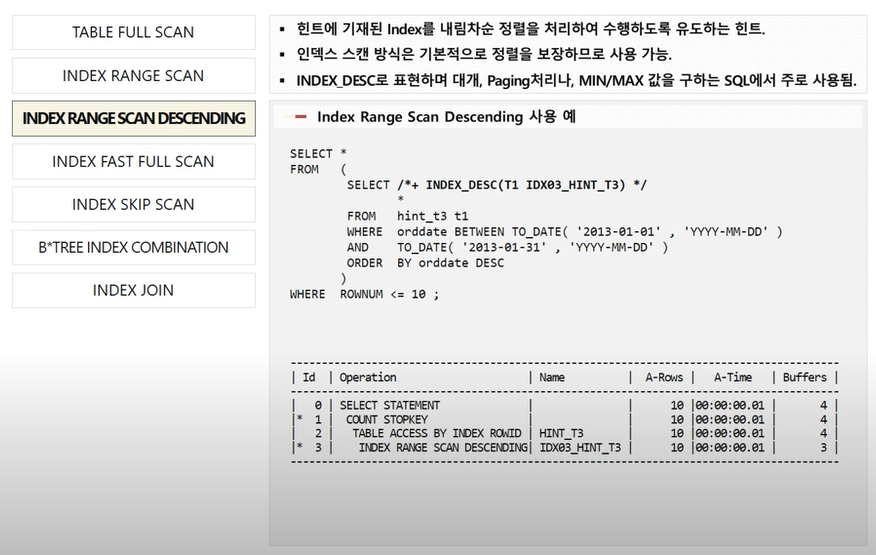 TABLE FULL SCAN
INDEX RANGE SCAN
INDEX RANGE SCAN DESCENDING
INDEX FAST FULL SCAN
INDEX SKIP SCAN
B*TREE INDEX COMBINATION
INDEX JOIN
▪ 힌트에 기재된 Index를 내림차순 정렬을 처리하여 수행하도록 유도하는 힌트.
▪ 인덱스 스캔 방식은 기본적으로 정렬을 보장하므로 사용 가능.
▪ INDEX_DESC로 표현하며 대개, Paging처리나, MIN/MAX 값을 구하는 SQL에서 주로 사용됨.
Index Range Scan Descending 사용 예
SELECT *
FROM (
SELECT /*+ INDEX_DESC(T1 IDX03_HINT_T3) */
*
FROM hint_t3 t1
WHERE orddate BETWEEN TO_DATE( '2013-01-01' , 'YYYY-MM-DD' )
AND TO_DATE( '2013-01-31' , 'YYYY-MM-DD' )
ORDER BY orddate DESC
)
WHERE ROWNUM <= 10 ;
| Id | Operation | Name | A-Rows | A-Time | Buffers |
| 0 | SELECT STATEMENT | | 10 |00:00:00.01 | 4 |
|* 1 | COUNT STOPKEY | | 10 |00:00:00.01 | 4 |
| 2 | TABLE ACCESS BY INDEX ROWID | HINT_T3 | 10 |00:00:00.01 | 4 |
|* 3 | INDEX RANGE SCAN DESCENDING| IDX03_HINT_T3 | 10 |00:00:00.01 | 3 |